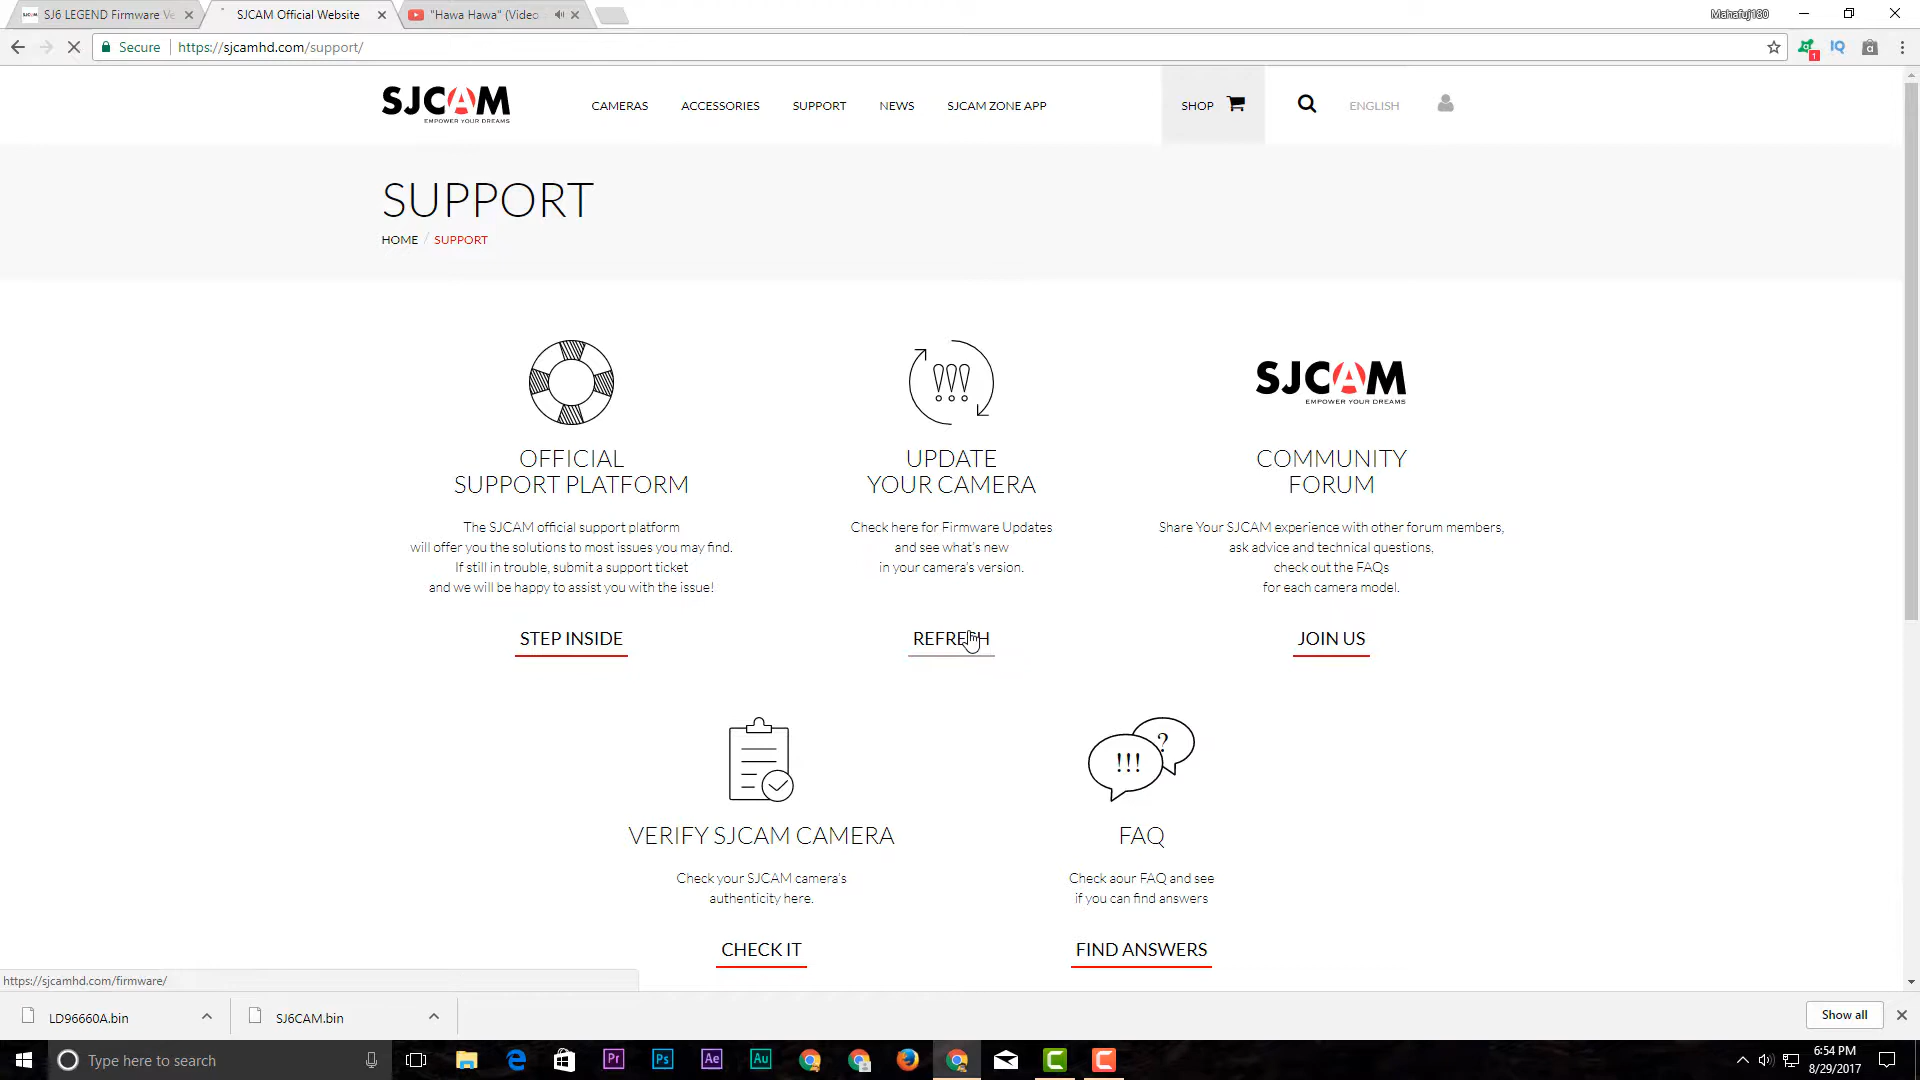 SJ6 LEGEND Firmware Ve
SJCAM Official Website
"Hawa Hawa" (Video
Mahafuj180
Secure
https://sjcamhd.com/support/
1
IQ
a
SJCAM
EMPOWER YOUR DREAMS
CAMERAS
ACCESSORIES
SUPPORT
NEWS
SJCAM ZONE APP
SHOP
ENGLISH
SUPPORT
HOME / SUPPORT
OFFICIAL
SUPPORT PLATFORM
The SJCAM official support platform
will offer you the solutions to most issues you may find.
If still in trouble, submit a support ticket
and we will be happy to assist you with the issue!
STEP INSIDE
!!!
UPDATE
YOUR CAMERA
Check here for Firmware Updates
and see what's new
in your camera's version.
REFRESH
SJCAM
EMPOWER YOUR DREAMS
COMMUNITY
FORUM
Share Your SJCAM experience with other forum members,
ask advice and technical questions,
check out the FAQs
for each camera model.
JOIN US
VERIFY SJCAM CAMERA
Check your SJCAM camera's
authenticity here.
CHECK IT
!!!
?
FAQ
Check aour FAQ and see
if you can find answers
FIND ANSWERS
https://sjcamhd.com/firmware/
LD96660A.bin
SJ6CAM.bin
Show all
Type here to search
Pr
Ps
Ae
Au
6:54 PM
8/29/2017